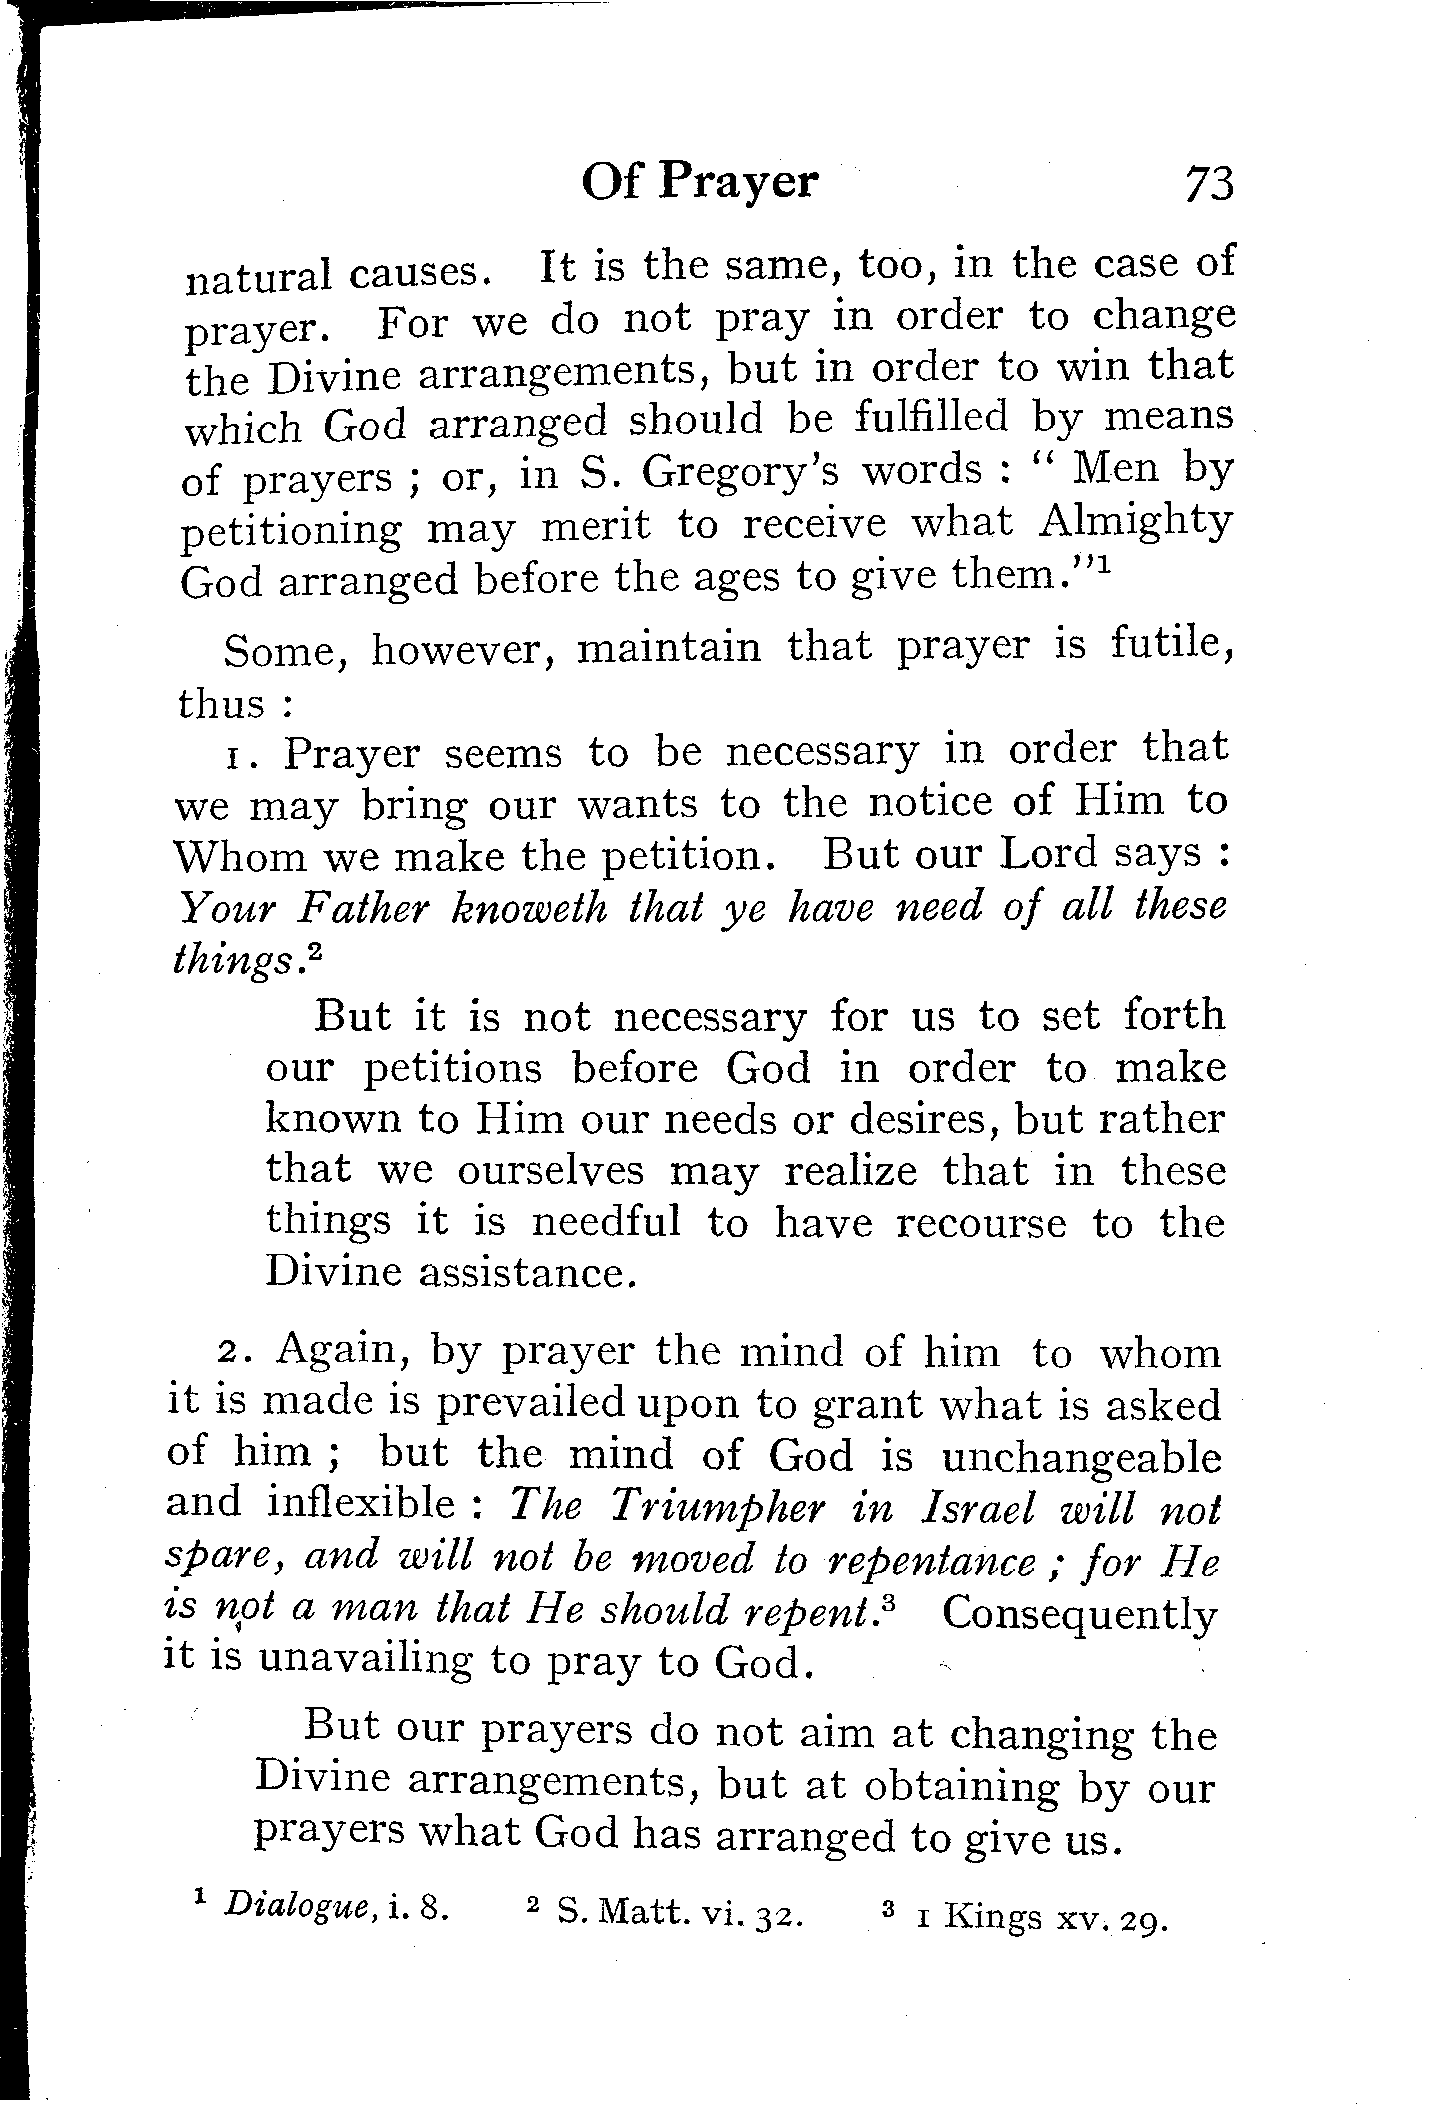 Of Prayer 73
natural causes. It is the same, too, in the case of
prayer. For we do not pray in order to change
the Divine arrangements, but in order to win that
which God arranged should be fulfilled by means
of prayers ; or, in S. Gregory's words : " Men by
petitioning may merit to receive what Almighty
God arranged before the ages to give them."¹
Some, however, maintain that prayer is futile,
thus :
1. Prayer seems to be necessary in order that
we may bring our wants to the notice of Him to
Whom we make the petition. But our Lord says :
Your Father knoweth that ye have need of all these
things.²
But it is not necessary for us to set forth
our petitions before God in order to make
known to Him our needs or desires, but rather
that we ourselves may realize that in these
things it is needful to have recourse to the
Divine assistance.
2. Again, by prayer the mind of him to whom
it is made is prevailed upon to grant what is asked
of him ; but the mind of God is unchangeable
and inflexible : The Triumpher in Israel will not
spare, and will not be moved to repentance ; for He
is not a man that He should repent.³ Consequently
it is unavailing to pray to God.
But our prayers do not aim at changing the
Divine arrangements, but at obtaining by our
prayers what God has arranged to give us.
¹ Dialogue, i. 8. ² S. Matt. vi. 32. ³ 1 Kings xv. 29.